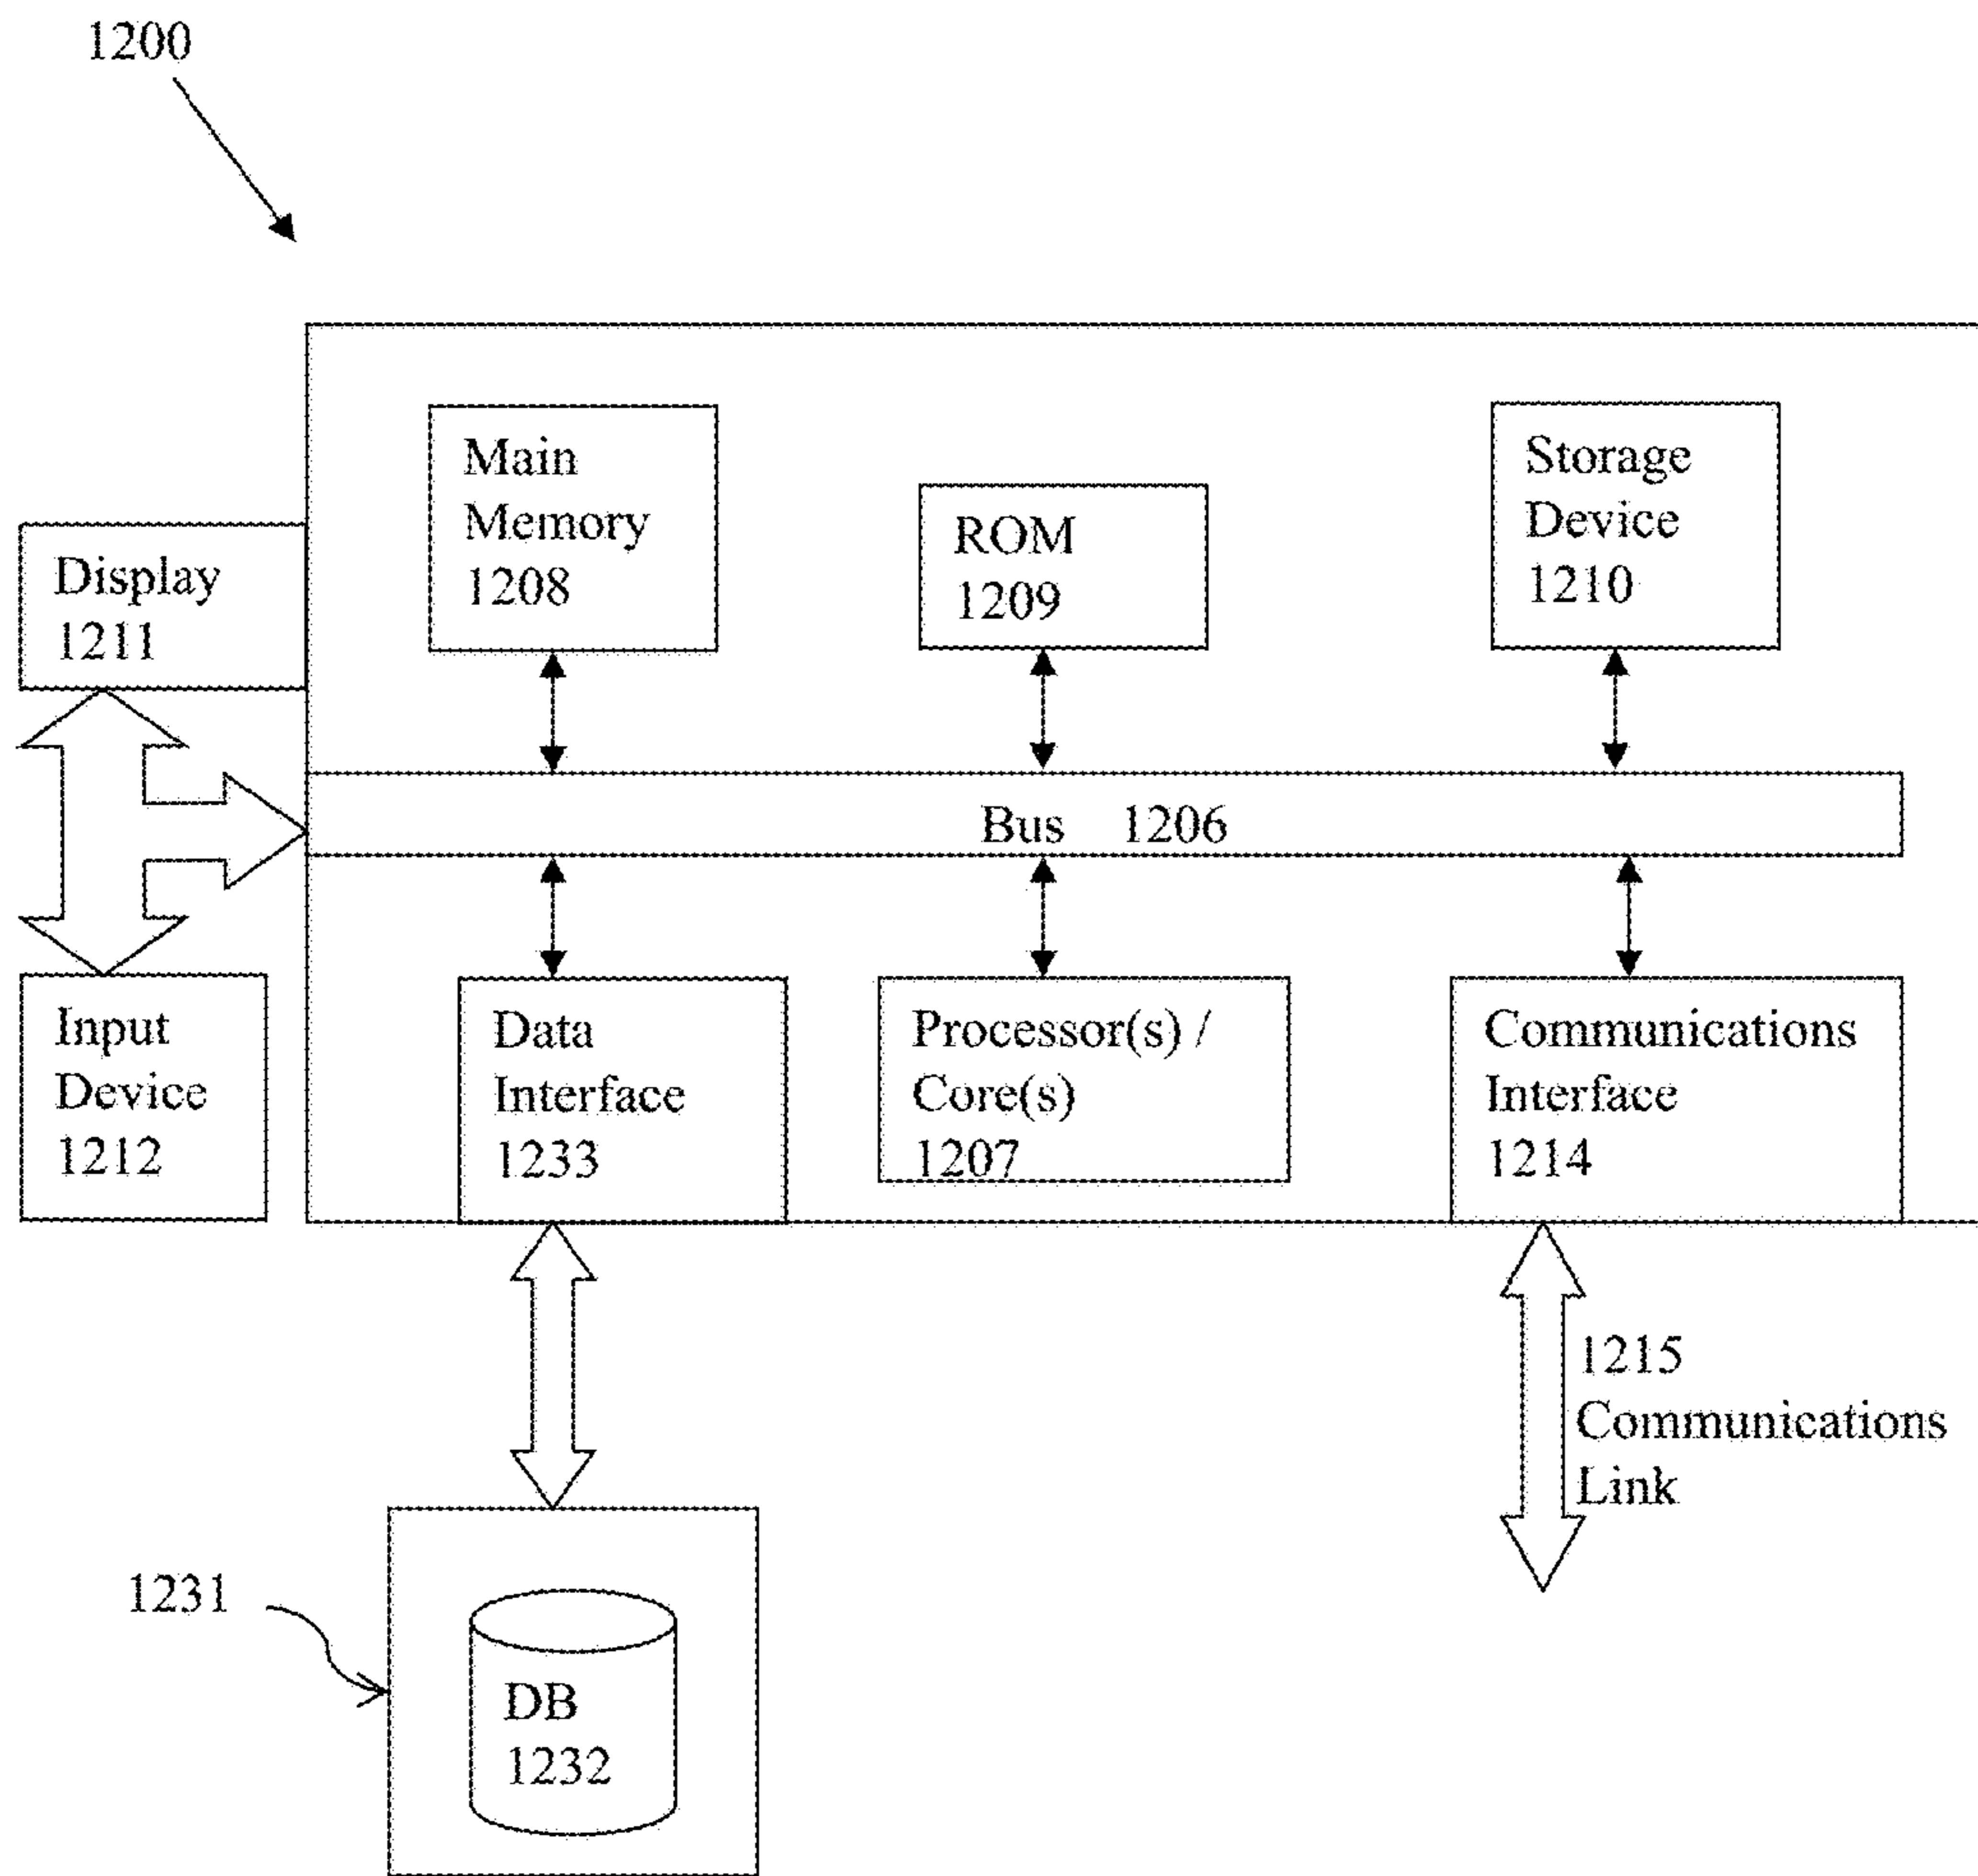 1200
Main
Memory
1208
ROM
1209
Storage
Device
1210
Display
1211
Bus 1206
Input
Device
1212
Data
Interface
1233
Processor(s) /
Core(s)
1207
Communications
Interface
1214
1215
Communications
Link
1231
DB
1232